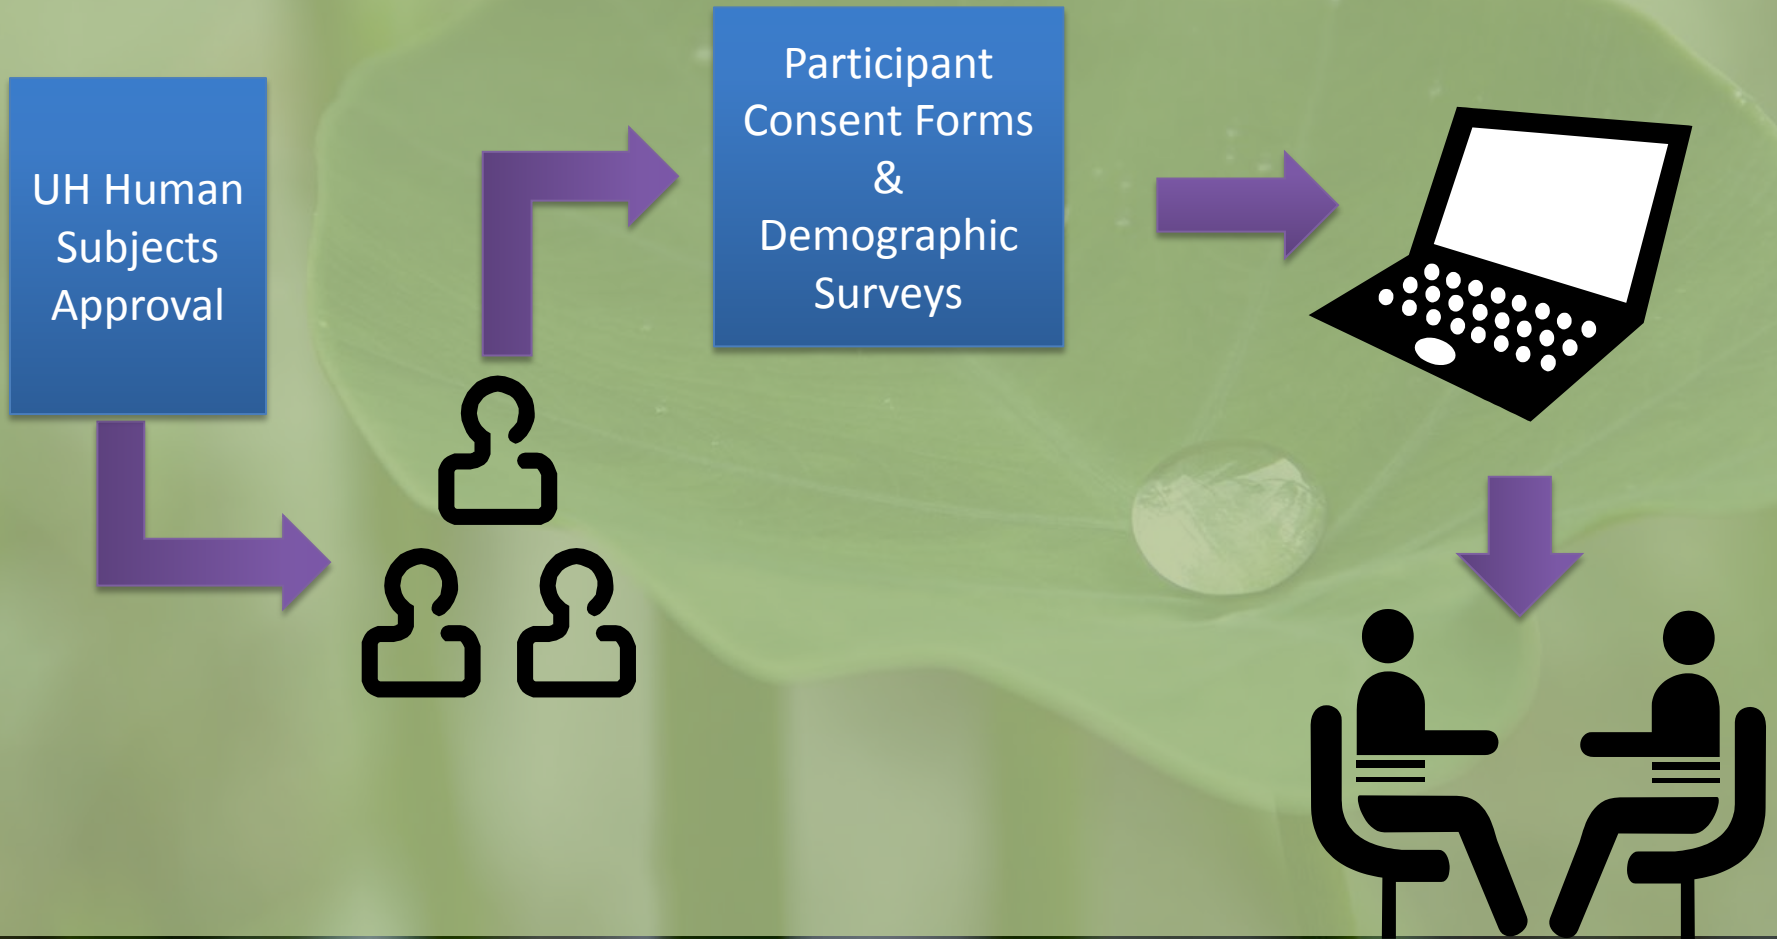 UH Human
Subjects
Approval
Participant
Consent Forms
&
Demographic
Surveys